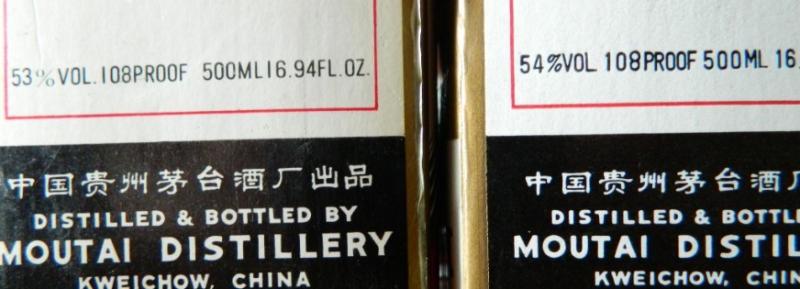 53%VOL.108PROOF 500ML16.94FL.OZ.
中国贵州茅台酒厂出品
DISTILLED & BOTTLED BY
MOUTAI DISTILLERY
KWEICHOW, CHINA
54%VOL 108PROOF 500ML 16.
中国贵州茅台酒厂
DISTILLED & BOTTL
MOUTAI DISTIL
KWEICHOW, CHIN